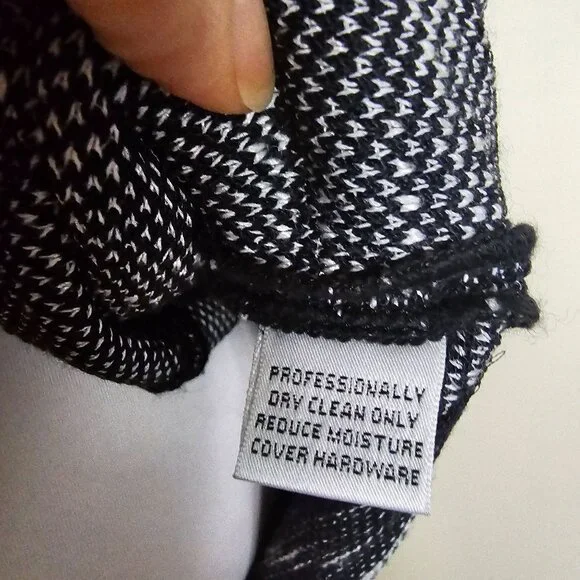 PROFESSIONALLY
DRY CLEAN ONLY
REDUCE MOISTURE
COVER HARDWARE